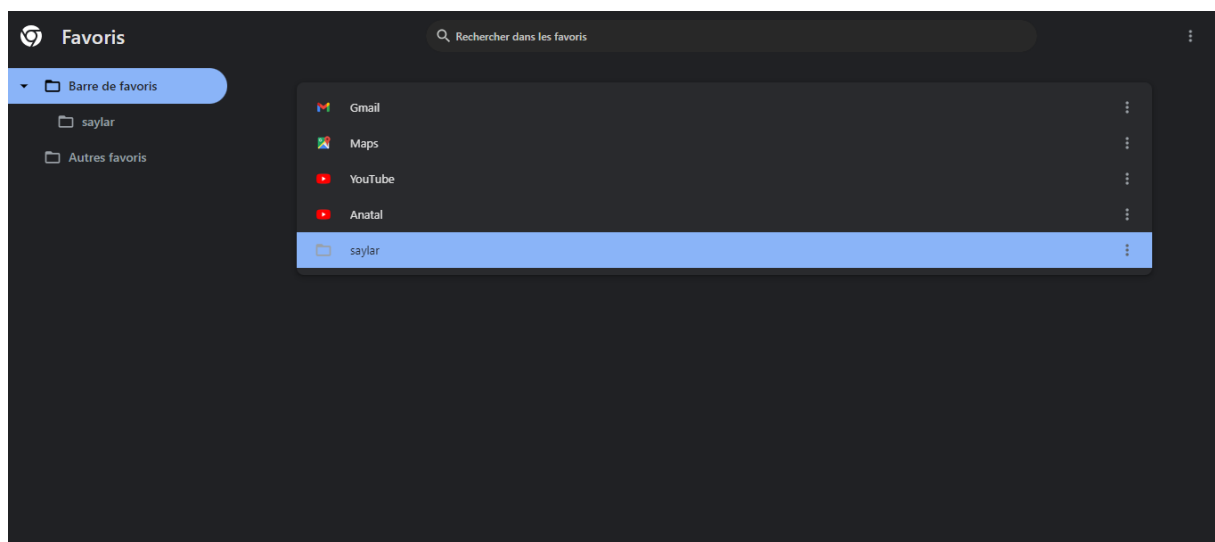 Favoris
Rechercher dans les favoris
Barre de favoris
saylar
Autres favoris
Gmail
Maps
YouTube
Anatal
saylar